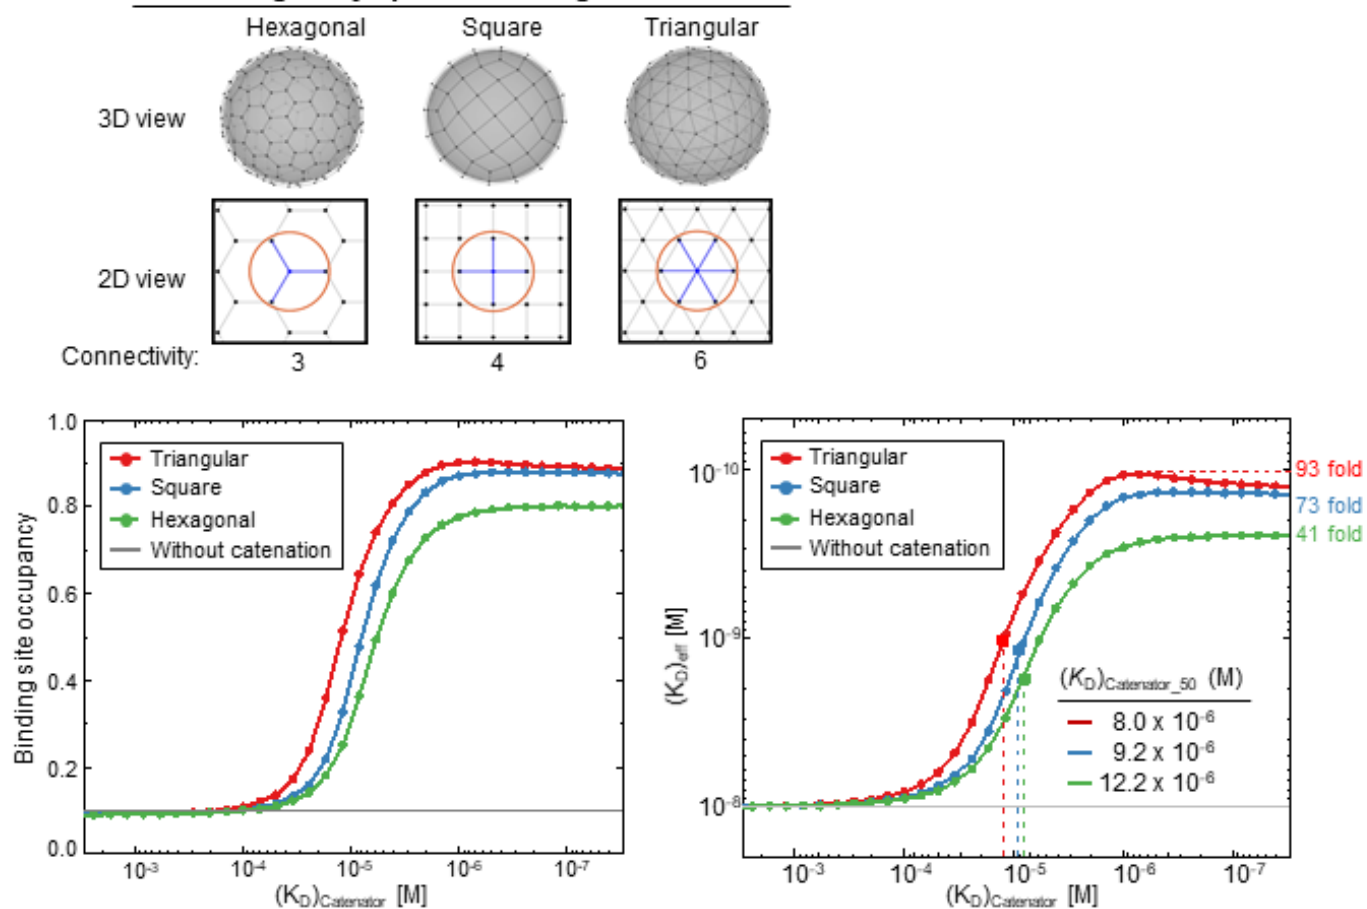 Hexagonal Square Triangular
3D view
2D view
Connectivity: 3 4 6
1.0
0.8
0.6
0.4
0.2
0.0
Binding site occupancy
Triangular
Square
Hexagonal
Without catenation
10⁻³ 10⁻⁴ 10⁻⁵ 10⁻⁶ 10⁻⁷
(K_D)_Catenator [M]
10⁻¹⁰
10⁻⁹
10⁻⁸
(K_D)_eff [M]
Triangular
Square
Hexagonal
Without catenation
93 fold
73 fold
41 fold
(K_D)_Catenator_50 (M)
8.0 x 10⁻⁶
9.2 x 10⁻⁶
12.2 x 10⁻⁶
10⁻³ 10⁻⁴ 10⁻⁵ 10⁻⁶ 10⁻⁷
(K_D)_Catenator [M]